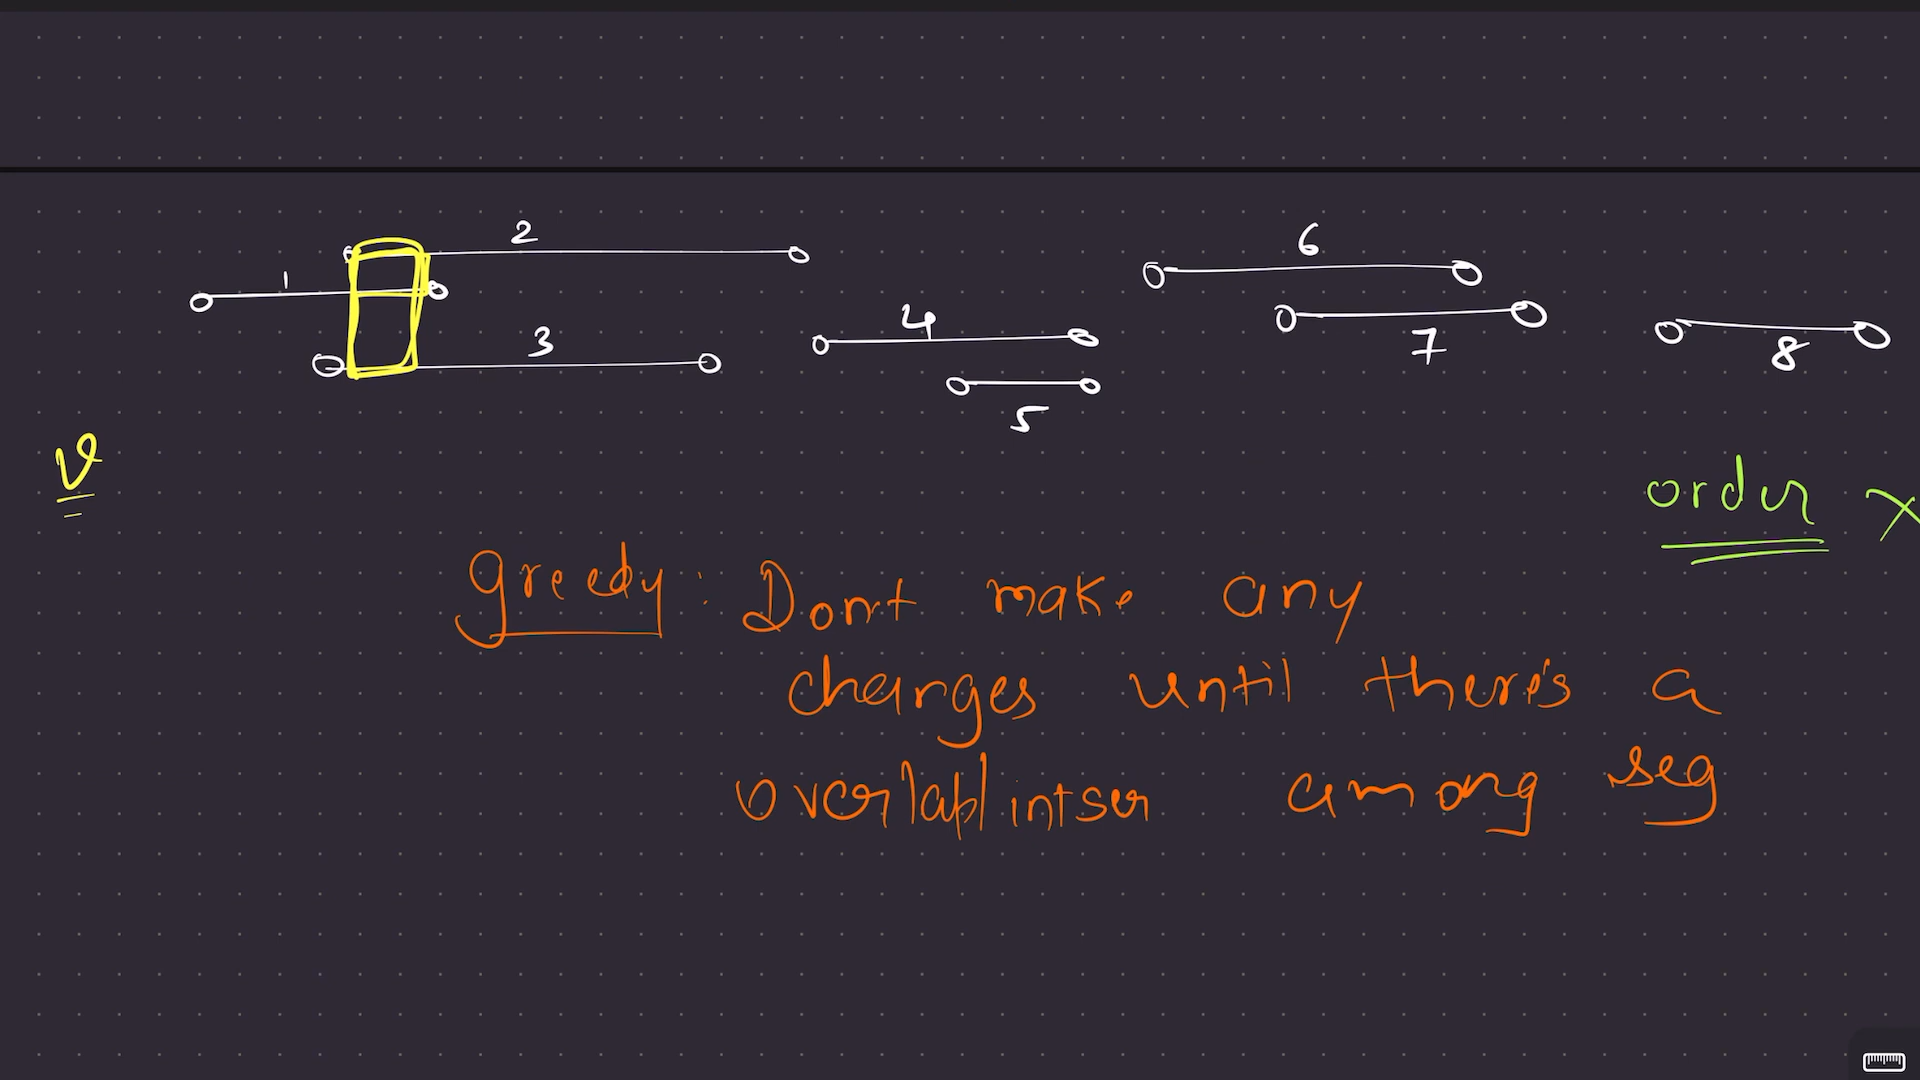 2
6
1
4
3
7
8
5
v
order x
greedy: Dont make any
changes until there's a
overlap|intser among seg